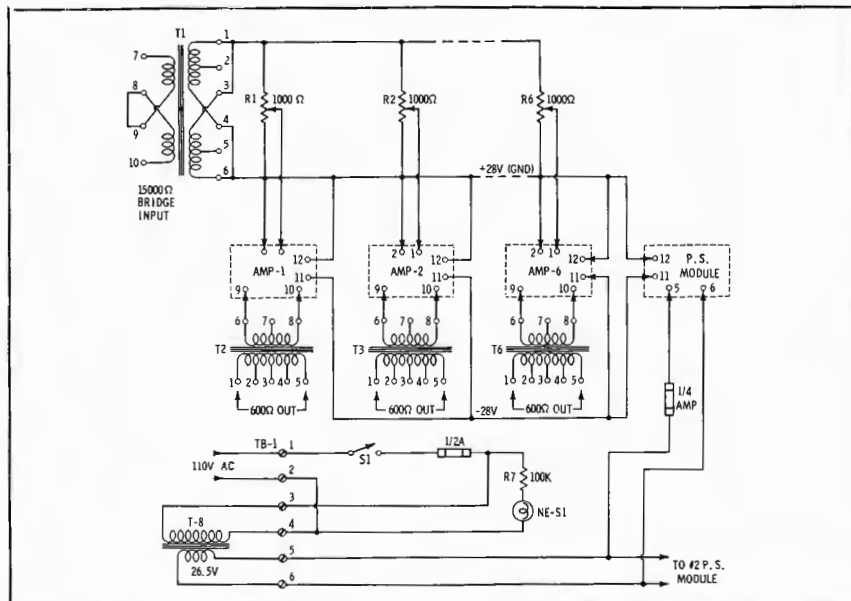 T1
7
8
9
10
1
2
3
4
5
6
15000Ω
BRIDGE
INPUT
R1 1000 Ω
R2 1000Ω
R6 1000Ω
+28V (GND)
AMP-1
12
11
9 10
2 1
AMP-2
12
11
9 10
2 1
AMP-6
12
11
9 10
12 P.S.
11 MODULE
5 6
6 7 8
T2
1 2 3 4 5
600Ω OUT
6 7 8
T3
1 2 3 4 5
600Ω OUT
6 7 8
T6
1 2 3 4 5
600Ω OUT
-28V
1/4
AMP
TB-1
110V AC
1
2
3
4
5
6
S1
1/2A
R7 100K
NE-S1
T-8
26.5V
TO #2 P.S.
MODULE